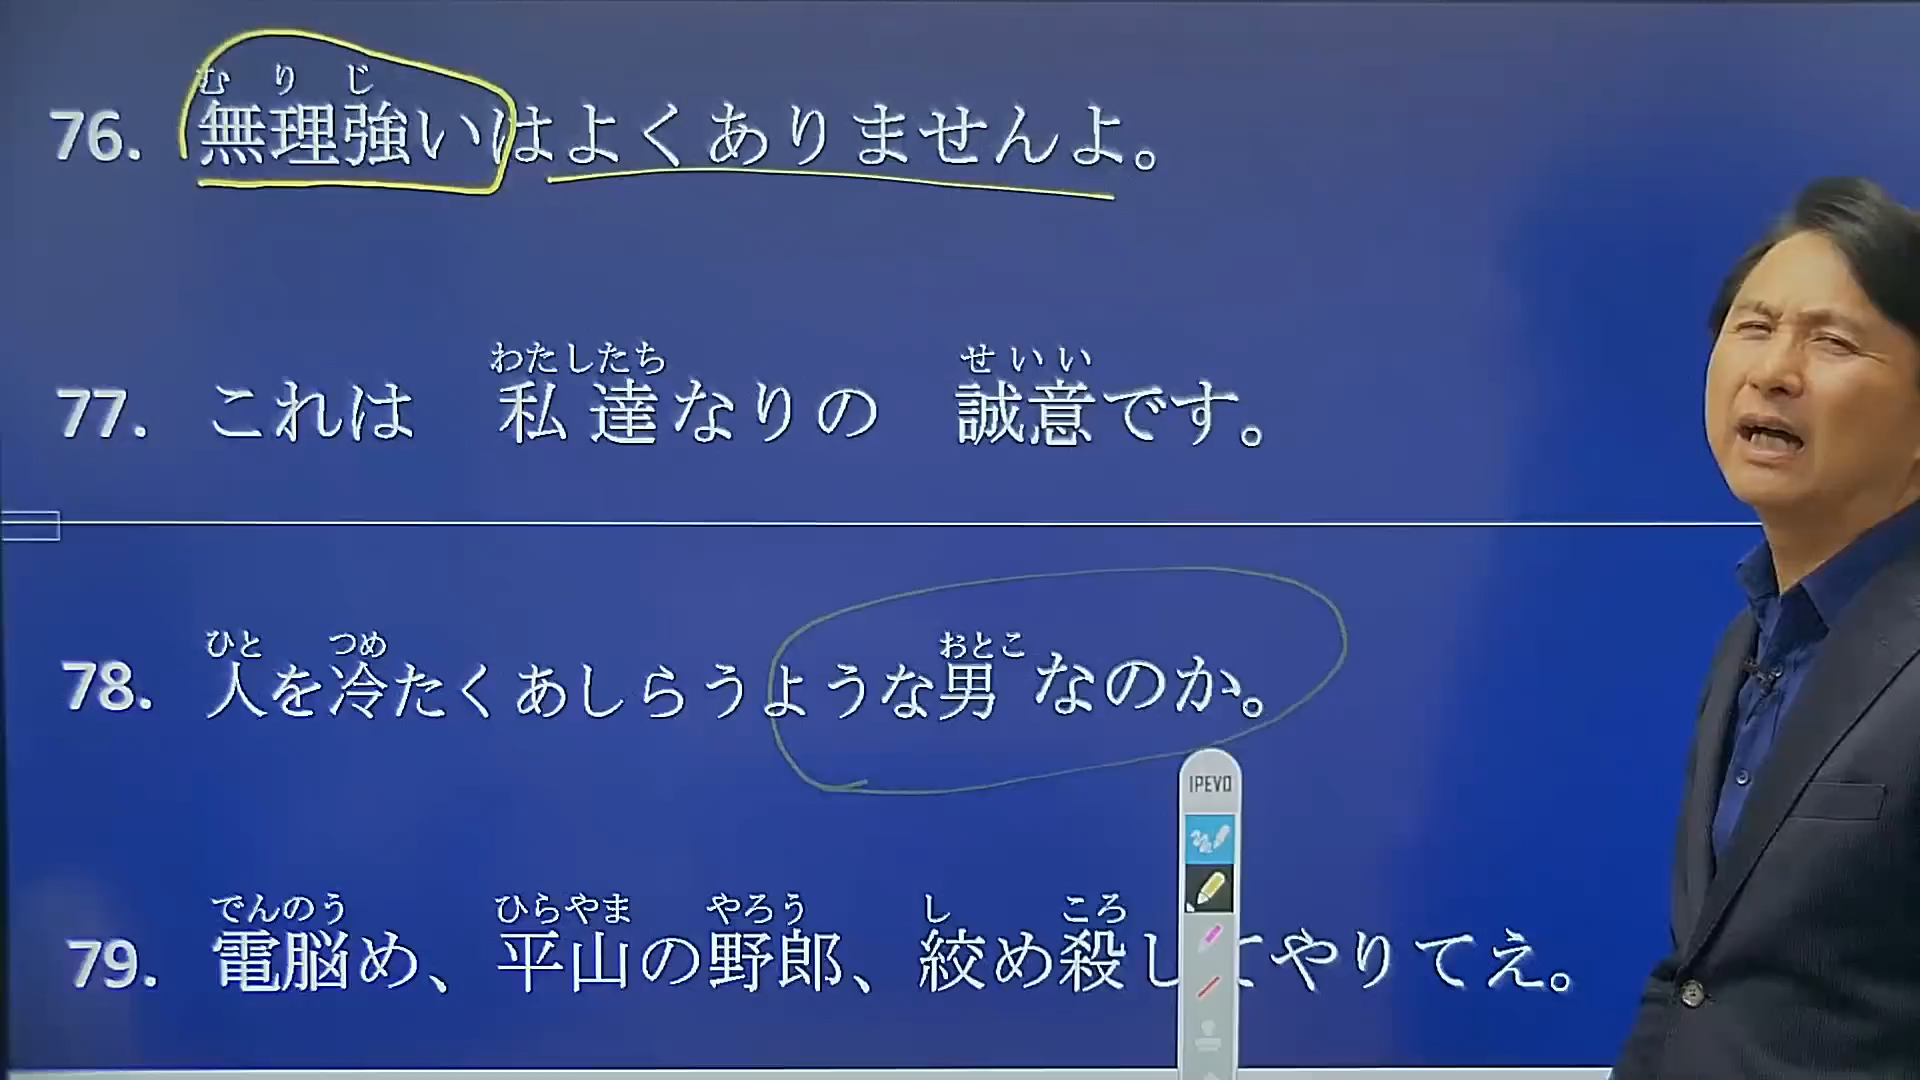 むりじ
76. 無理強いはよくありませんよ。
わたしたち せいい
77. これは 私達なりの 誠意です。
ひと つめ おとこ
78. 人を冷たくあしらうような男なのか。
IPEVO
でんのう ひらやま やろう し ころ
79. 電脳め、平山の野郎、絞め殺してやりてえ。